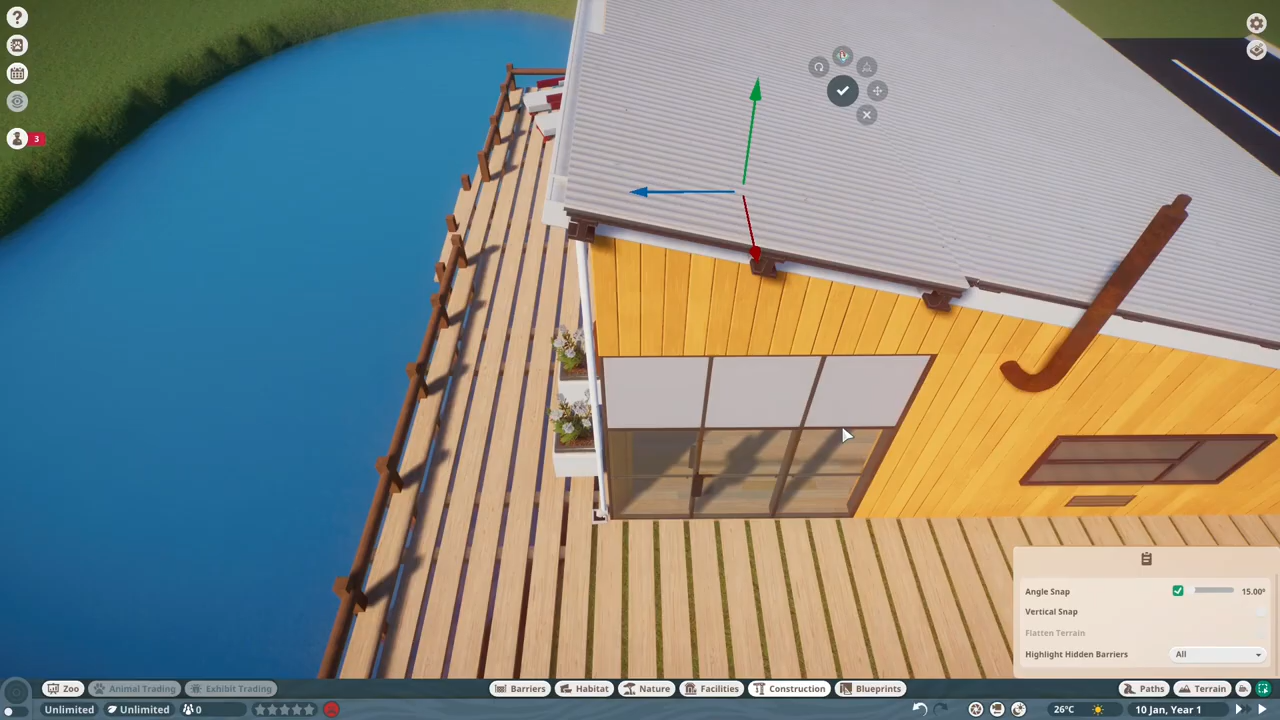 ?
3
Angle Snap 15.00°
Vertical Snap
Flatten Terrain
Highlight Hidden Barriers All
Zoo Animal Trading Exhibit Trading Barriers Habitat Nature Facilities Construction Blueprints Paths Terrain
Unlimited Unlimited 0 26°C 10 Jan, Year 1